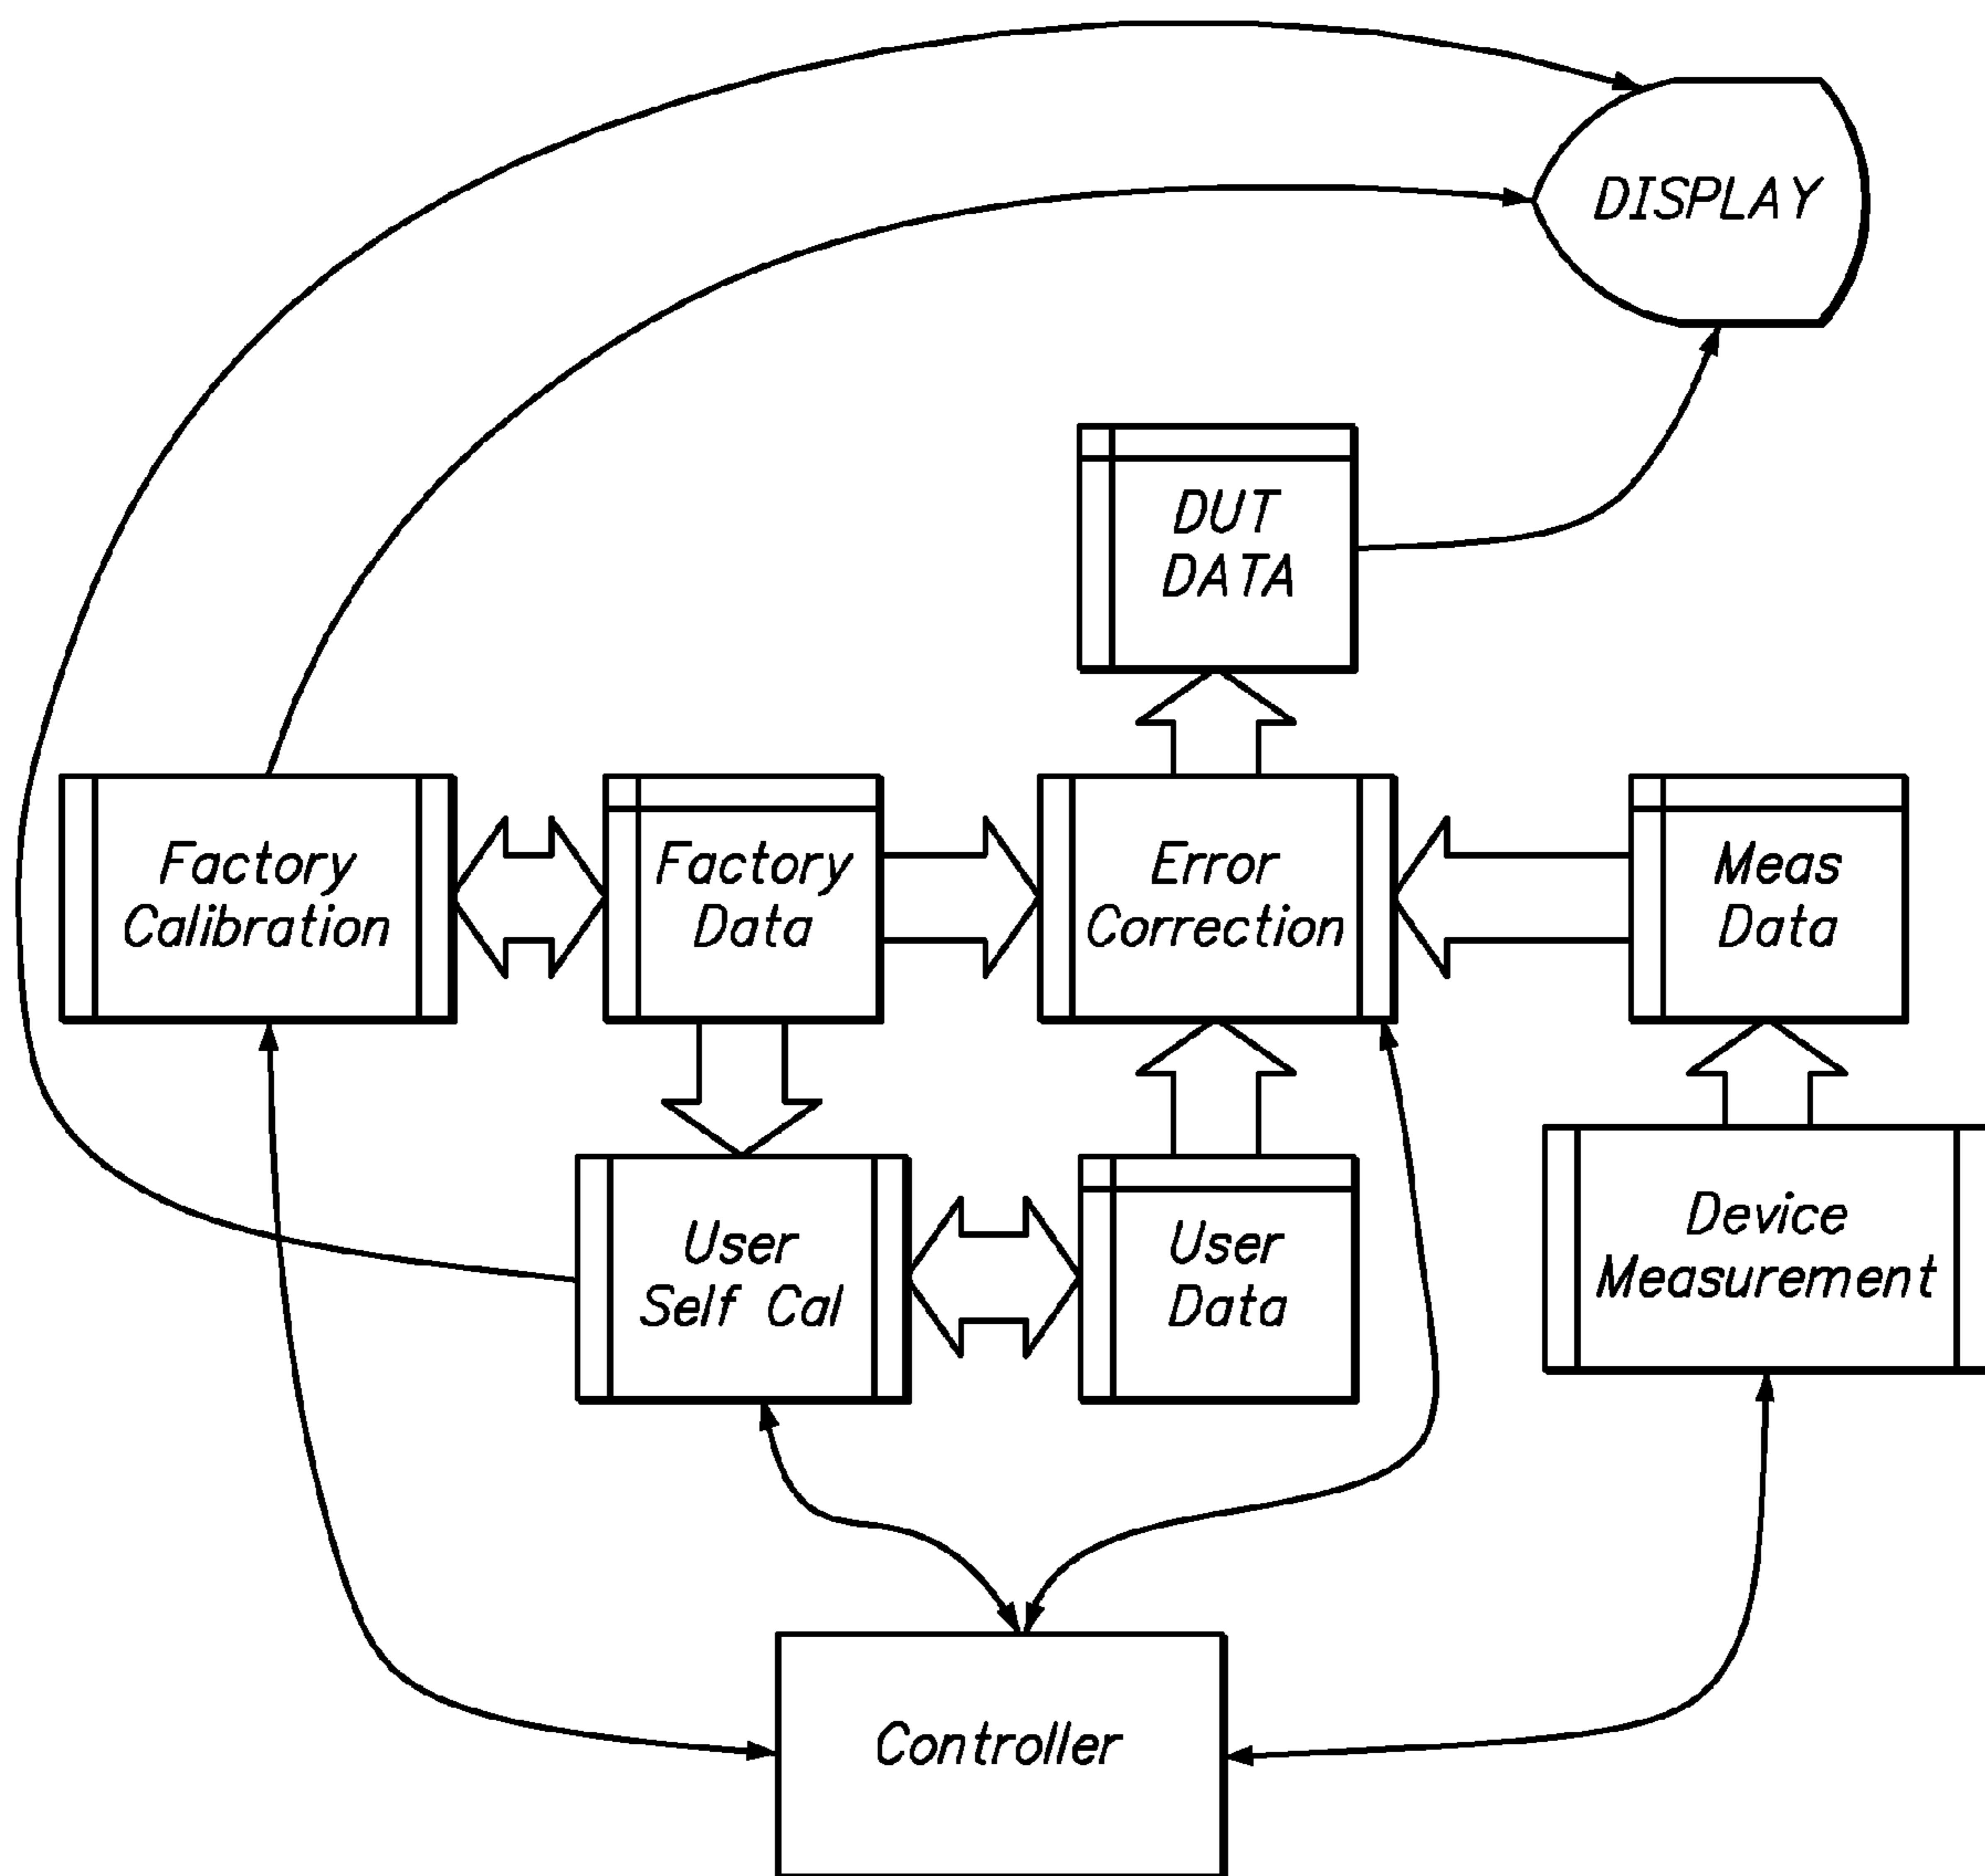 DISPLAY
DUT
DATA
Factory
Calibration
Factory
Data
Error
Correction
Meas
Data
User
Self Cal
User
Data
Device
Measurement
Controller